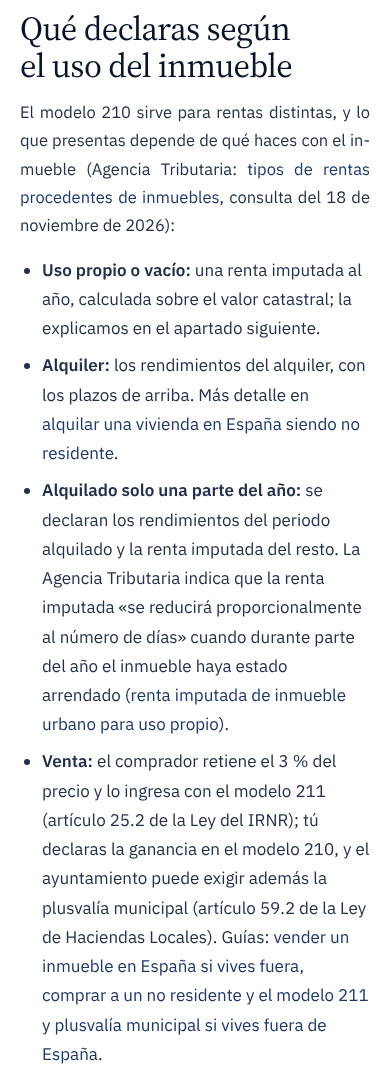 Qué declaras según
el uso del inmueble
El modelo 210 sirve para rentas distintas, y lo
que presentas depende de qué haces con el in-
mueble (Agencia Tributaria: tipos de rentas
procedentes de inmuebles, consulta del 18 de
noviembre de 2026):
• Uso propio o vacío: una renta imputada al
año, calculada sobre el valor catastral; la
explicamos en el apartado siguiente.
• Alquiler: los rendimientos del alquiler, con
los plazos de arriba. Más detalle en
alquilar una vivienda en España siendo no
residente.
• Alquilado solo una parte del año: se
declaran los rendimientos del periodo
alquilado y la renta imputada del resto. La
Agencia Tributaria indica que la renta
imputada «se reducirá proporcionalmente
al número de días» cuando durante parte
del año el inmueble haya estado
arrendado (renta imputada de inmueble
urbano para uso propio).
• Venta: el comprador retiene el 3 % del
precio y lo ingresa con el modelo 211
(artículo 25.2 de la Ley del IRNR); tú
declaras la ganancia en el modelo 210, y el
ayuntamiento puede exigir además la
plusvalía municipal (artículo 59.2 de la Ley
de Haciendas Locales). Guías: vender un
inmueble en España si vives fuera,
comprar a un no residente y el modelo 211
y plusvalía municipal si vives fuera de
España.